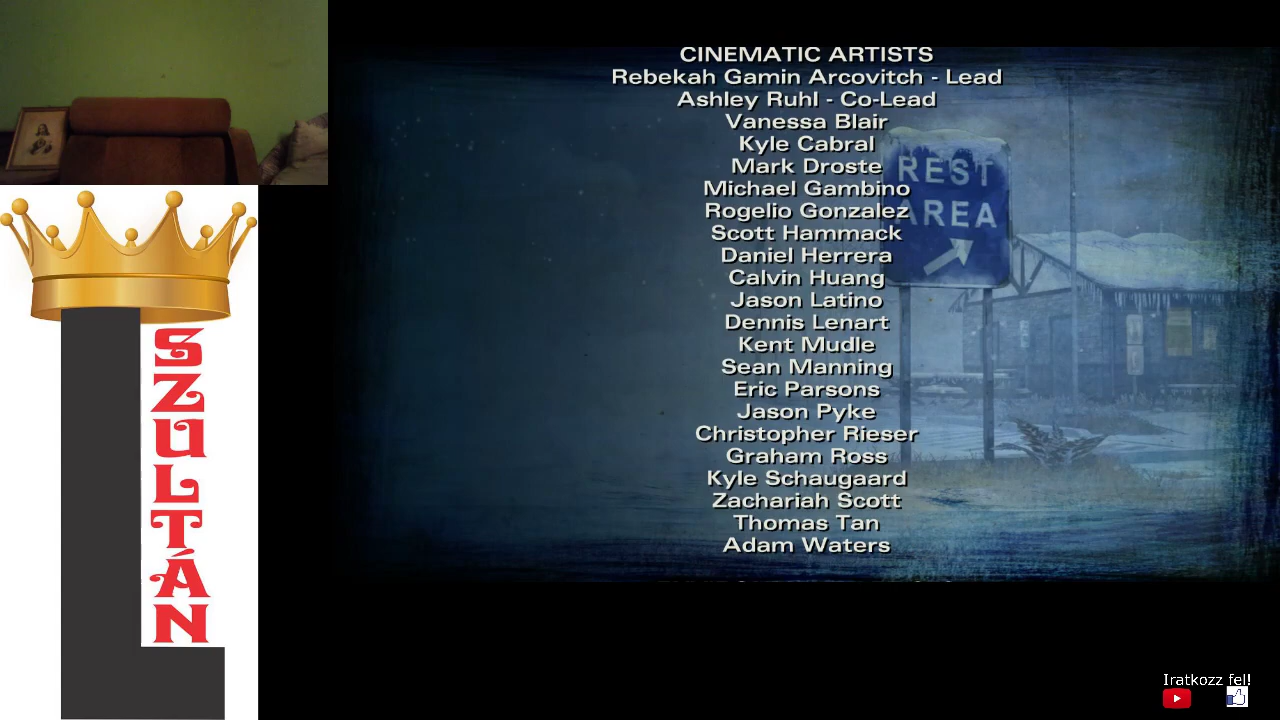 CINEMATIC ARTISTS
Rebekah Gamin Arcovitch - Lead
Ashley Ruhl - Co-Lead
Vanessa Blair
Kyle Cabral
Mark Droste
Michael Gambino
Rogelio Gonzalez
Scott Hammack
Daniel Herrera
Calvin Huang
Jason Latino
Dennis Lenart
Kent Mudle
Sean Manning
Eric Parsons
Jason Pyke
Christopher Rieser
Graham Ross
Kyle Schaugaard
Zachariah Scott
Thomas Tan
Adam Waters
REST
AREA
L
SZULTÁN
Iratkozz fel!